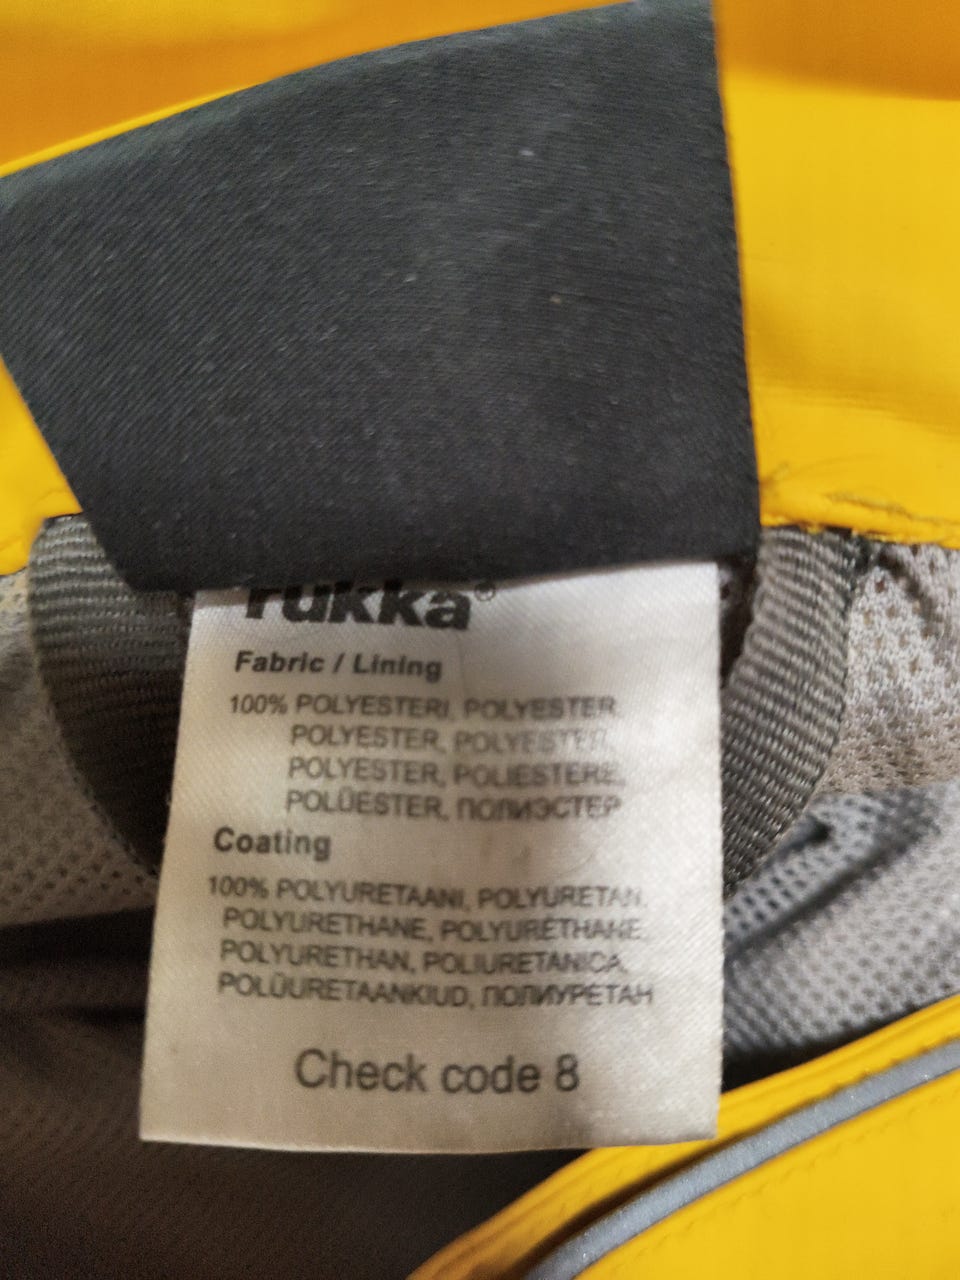 rukka®
Fabric / Lining
100% POLYESTERI, POLYESTER,
POLYESTER, POLYESTER,
POLYESTER, POLIESTERE,
POLÜESTER, ПОЛИЭСТЕР
Coating
100% POLYURETAANI, POLYURETAN,
POLYURETHANE, POLYURÉTHANE,
POLYURETHAN, POLIURETANICA,
POLÜURETAANKIUD, ПОЛИУРЕТАН
Check code 8